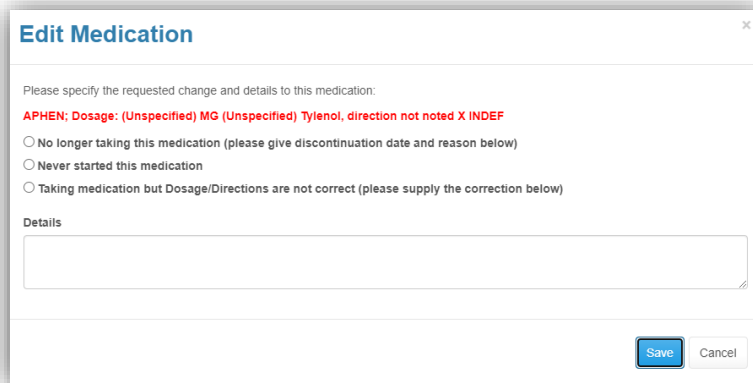 Edit Medication
×
Please specify the requested change and details to this medication:
APHEN; Dosage: (Unspecified) MG (Unspecified) Tylenol, direction not noted X INDEF
No longer taking this medication (please give discontinuation date and reason below)
Never started this medication
Taking medication but Dosage/Directions are not correct (please supply the correction below)
Details
Save Cancel